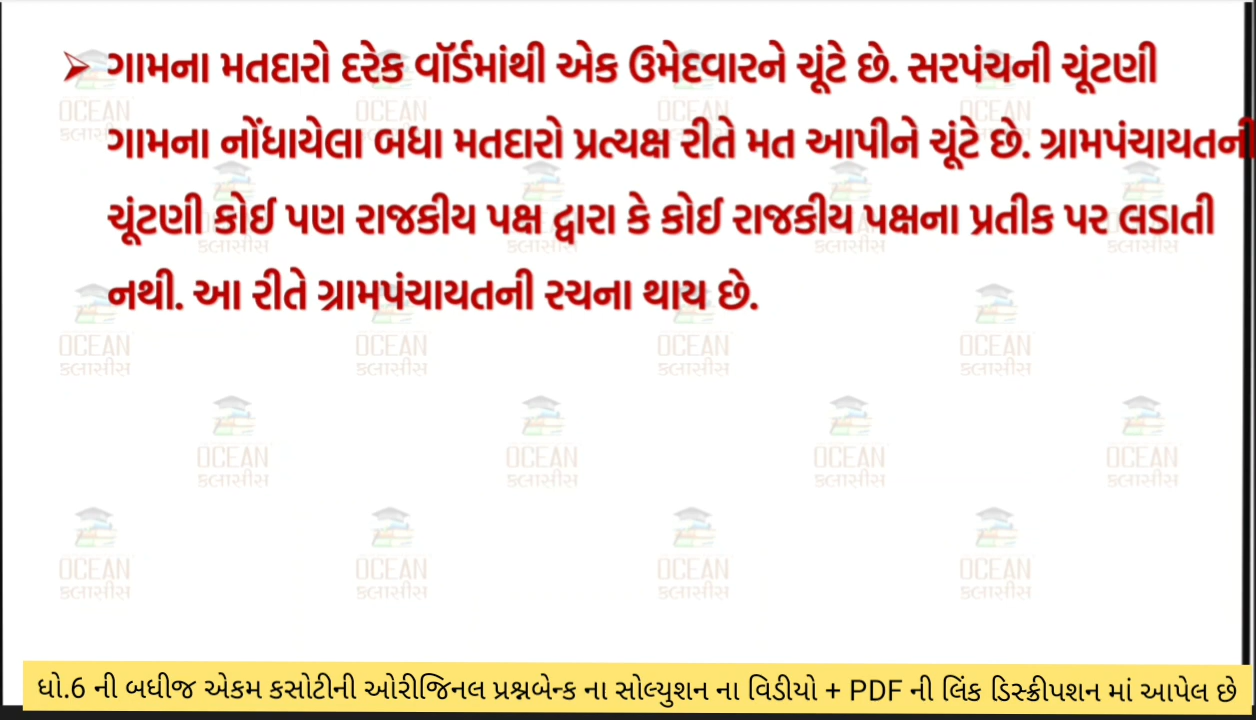 ➢ ગામના મતદારો દરેક વૉર્ડમાંથી એક ઉમેદવારને ચૂંટે છે. સરપંચની ચૂંટણી
ગામના નોંધાયેલા બધા મતદારો પ્રત્યક્ષ રીતે મત આપીને ચૂંટે છે. ગ્રામપંચાયતની
ચૂંટણી કોઈ પણ રાજકીય પક્ષ દ્વારા કે કોઈ રાજકીય પક્ષના પ્રતીક પર લડાતી
નથી. આ રીતે ગ્રામપંચાયતની રચના થાય છે.
OCEAN
ક્લાસીસ
ધો.6 ની બધીજ એકમ કસોટીની ઓરીજિનલ પ્રશ્નબેન્ક ના સોલ્યુશન ના વિડીયો + PDF ની લિંક ડિસ્ક્રીપશન માં આપેલ છે